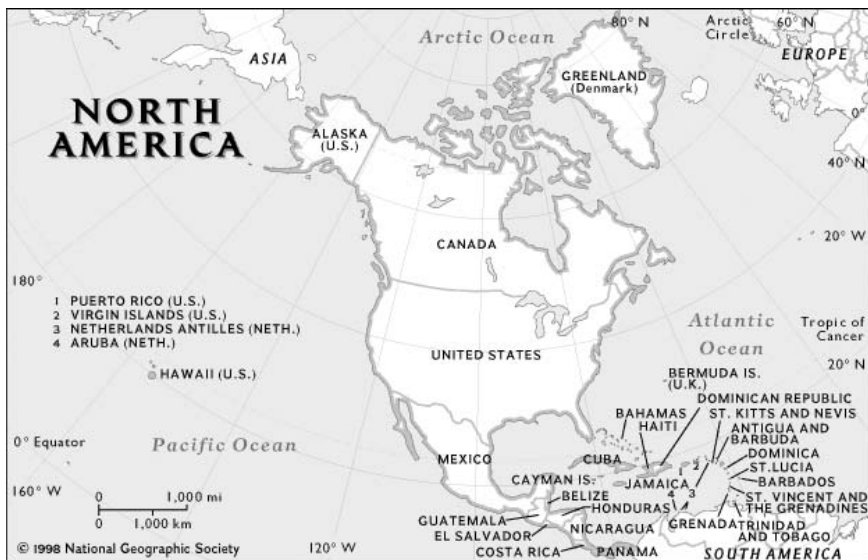 80° N
Arctic
Circle
60° N
Arctic Ocean
ASIA
EUROPE
GREENLAND
(Denmark)
NORTH
AMERICA
ALASKA
(U.S.)
0°
40° N
20° W
CANADA
180°
1 PUERTO RICO (U.S.)
2 VIRGIN ISLANDS (U.S.)
3 NETHERLANDS ANTILLES (NETH.)
4 ARUBA (NETH.)
Atlantic
Ocean
Tropic of
Cancer
20° N
UNITED STATES
HAWAII (U.S.)
BERMUDA IS.
(U.K.)
DOMINICAN REPUBLIC
ST. KITTS AND NEVIS
BAHAMAS
HAITI
ANTIGUA AND
BARBUDA
0° Equator
Pacific Ocean
MEXICO
CUBA
1
2
DOMINICA
ST.LUCIA
CAYMAN IS.
JAMAICA
BARBADOS
160° W
0
1,000 mi
0
1,000 km
BELIZE
4
3
ST. VINCENT AND
THE GRENADINES
HONDURAS
GUATEMALA
NICARAGUA
GRENADA
TRINIDAD
AND TOBAGO
EL SALVADOR
COSTA RICA
PANAMA
SOUTH AMERICA
© 1998 National Geographic Society
120° W